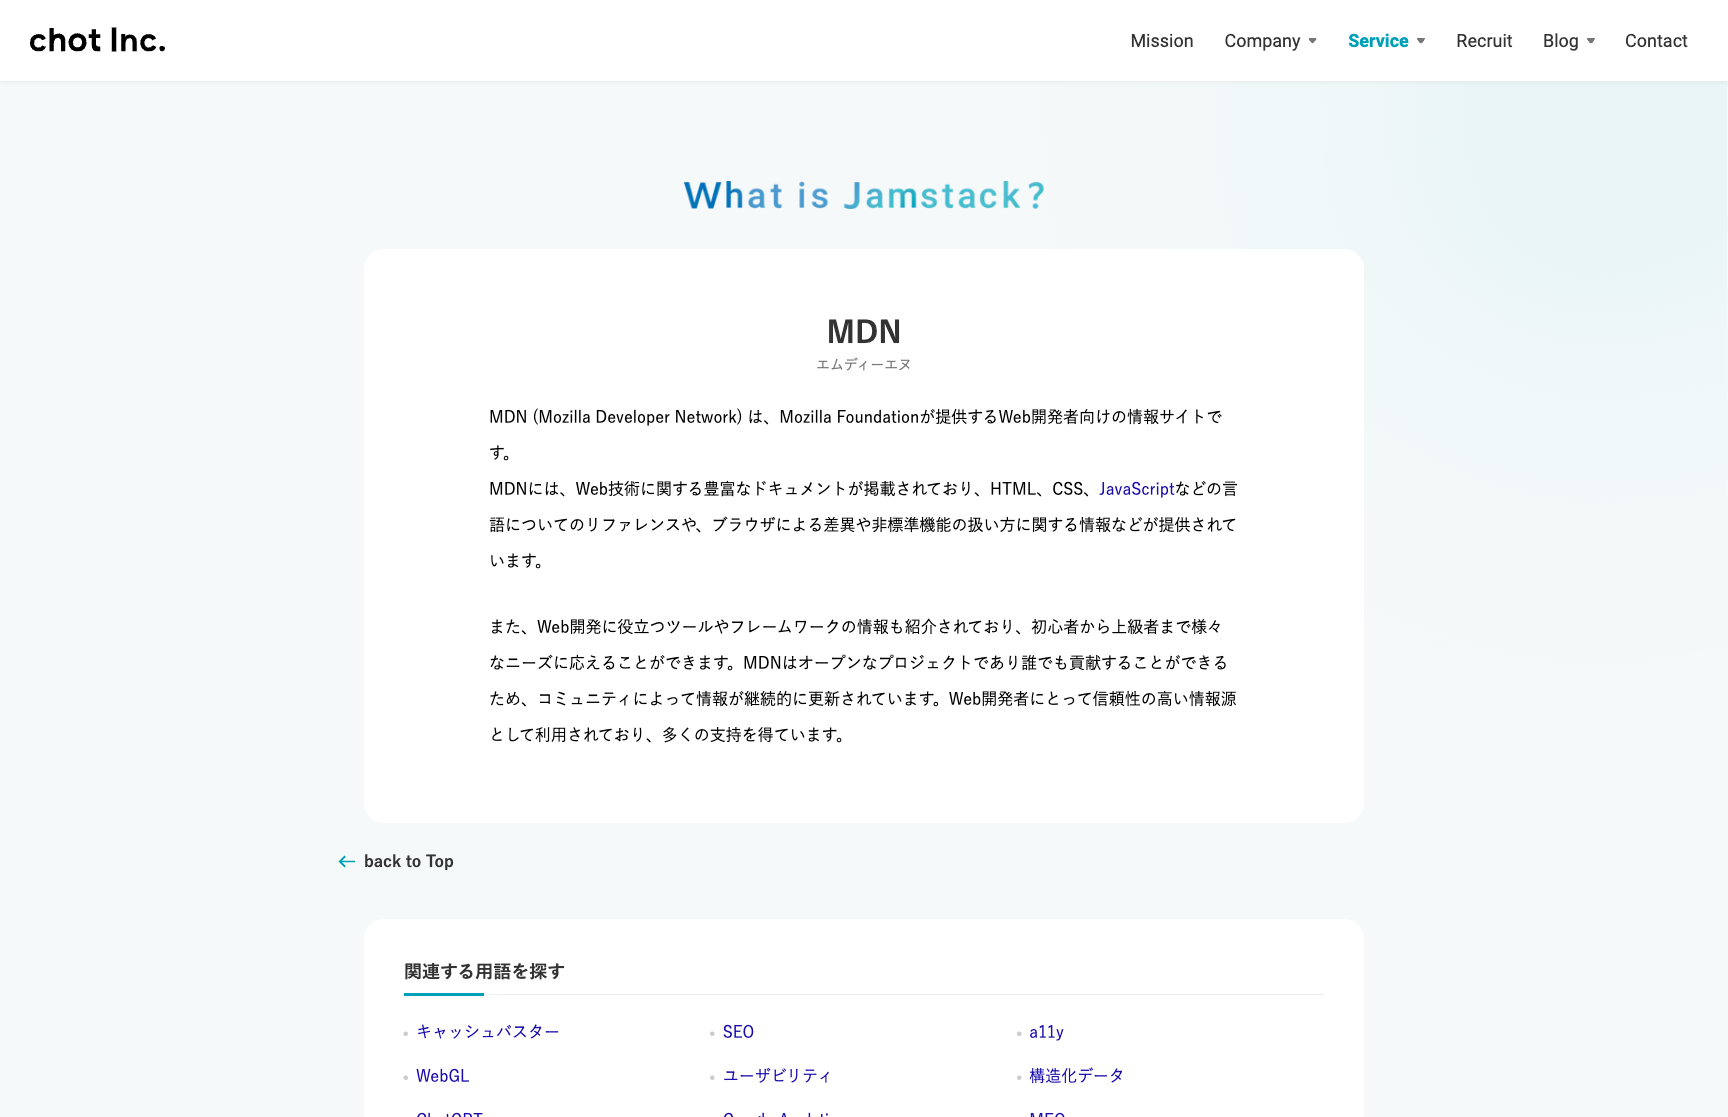 chot Inc.
Mission Company Service Recruit Blog Contact
What is Jamstack?
MDN
エムディーエヌ
MDN (Mozilla Developer Network) は、Mozilla Foundationが提供するWeb開発者向けの情報サイトで
す。
MDNには、Web技術に関する豊富なドキュメントが掲載されており、HTML、CSS、JavaScriptなどの言
語についてのリファレンスや、ブラウザによる差異や非標準機能の扱い方に関する情報などが提供されて
います。
また、Web開発に役立つツールやフレームワークの情報も紹介されており、初心者から上級者まで様々
なニーズに応えることができます。MDNはオープンなプロジェクトであり誰でも貢献することができる
ため、コミュニティによって情報が継続的に更新されています。Web開発者にとって信頼性の高い情報源
として利用されており、多くの支持を得ています。
back to Top
関連する用語を探す
キャッシュバスター SEO a11y
WebGL ユーザビリティ 構造化データ